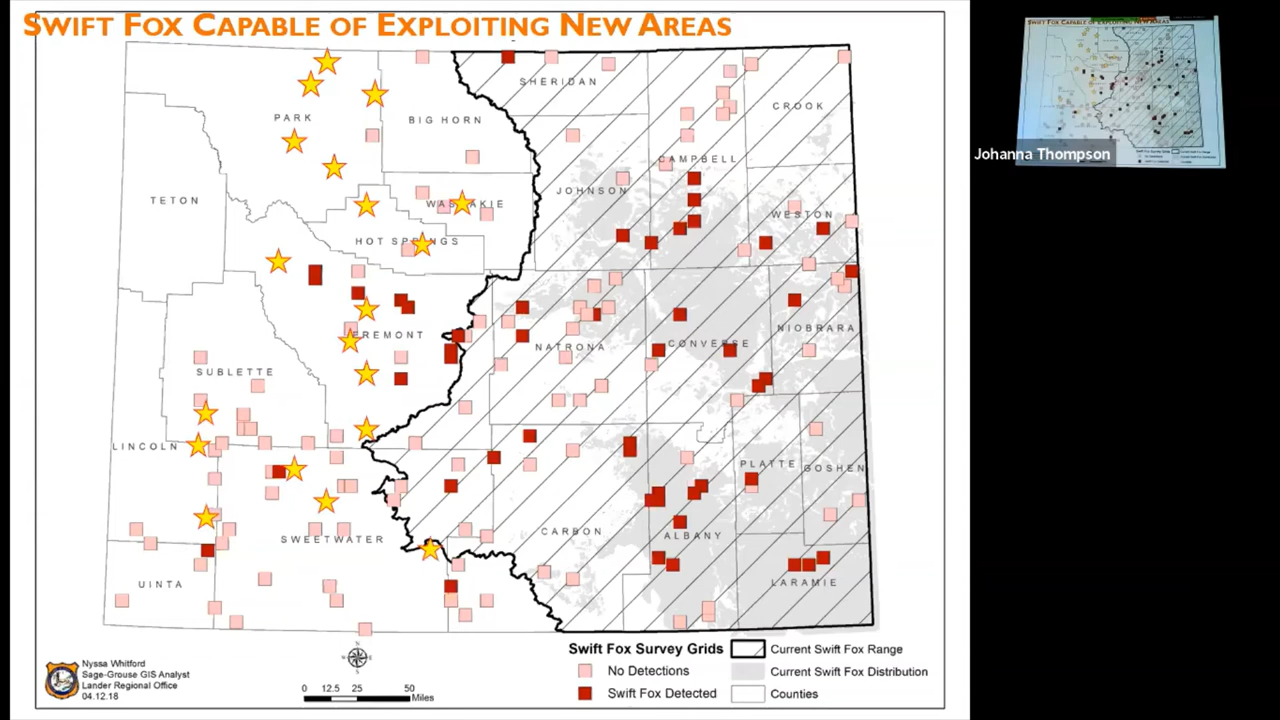 SWIFT FOX CAPABLE OF EXPLOITING NEW AREAS
SHERIDAN
CROOK
PARK
BIG HORN
CAMPBELL
JOHNSON
TETON
WASHAKIE
WESTON
HOT SPRINGS
FREMONT
NATRONA
CONVERSE
NIOBRARA
SUBLETTE
LINCOLN
PLATTE
GOSHEN
SWEETWATER
CARBON
ALBANY
UINTA
LARAMIE
Nyssa Whitford
Sage-Grouse GIS Analyst
Lander Regional Office
04.12.18
0 12.5 25 50
Miles
Swift Fox Survey Grids
No Detections
Swift Fox Detected
Current Swift Fox Range
Current Swift Fox Distribution
Counties
Johanna Thompson